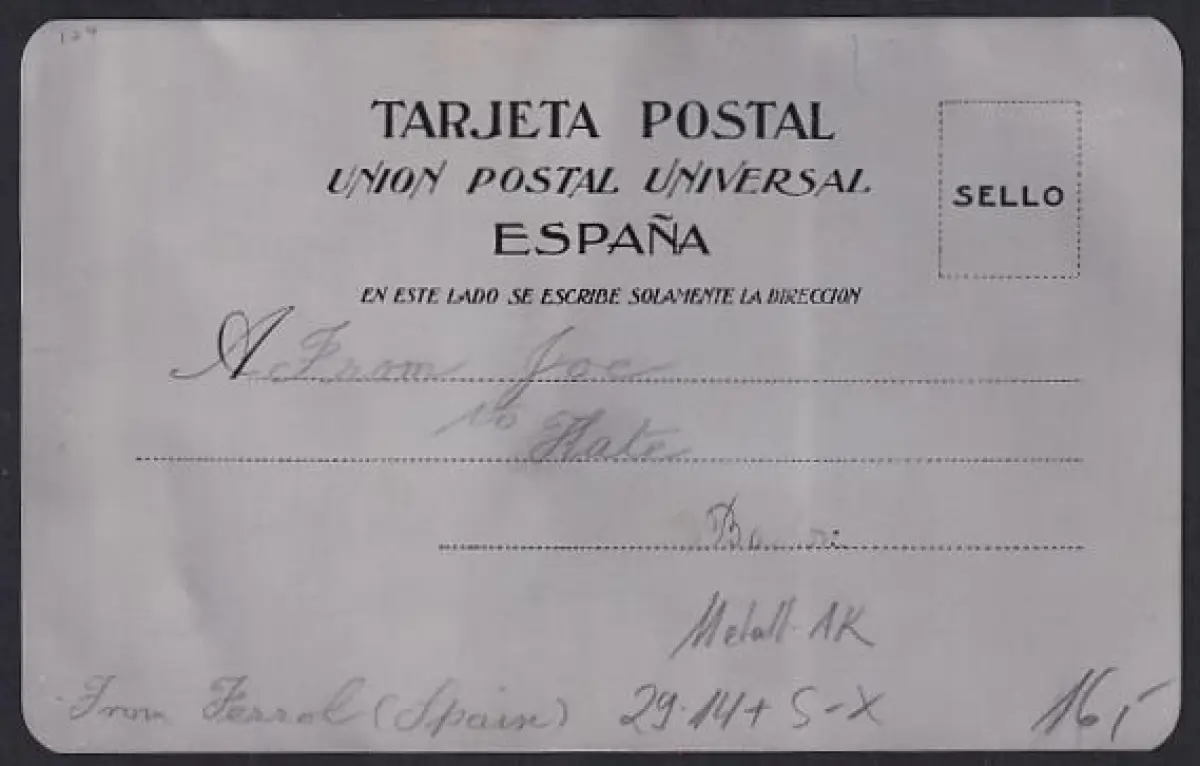 129
TARJETA POSTAL
UNION POSTAL UNIVERSAL
SELLO
ESPAÑA
EN ESTE LADO SE ESCRIBE SOLAMENTE LA DIRECCION
A From Joe
to Kate
Metall-AK
From Ferrol (Spain) 29·14+ S-X 16,-